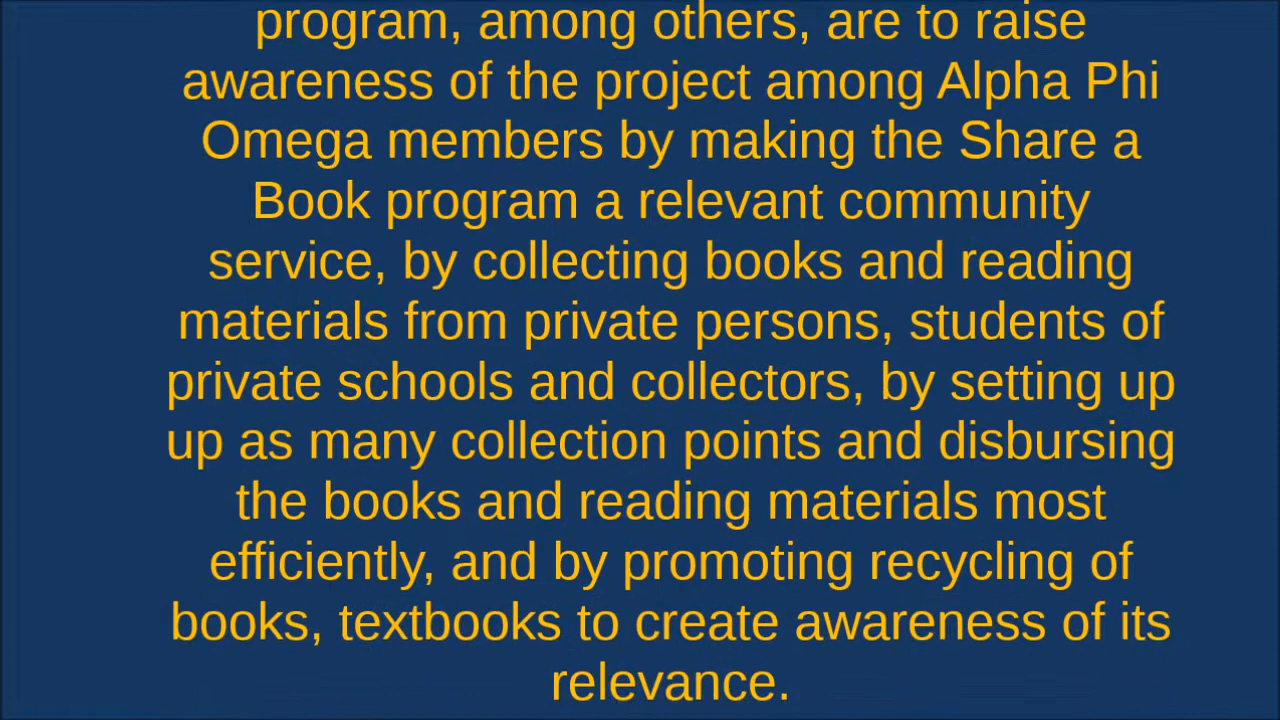 program, among others, are to raise
awareness of the project among Alpha Phi
Omega members by making the Share a
Book program a relevant community
service, by collecting books and reading
materials from private persons, students of
private schools and collectors, by setting up
up as many collection points and disbursing
the books and reading materials most
efficiently, and by promoting recycling of
books, textbooks to create awareness of its
relevance.